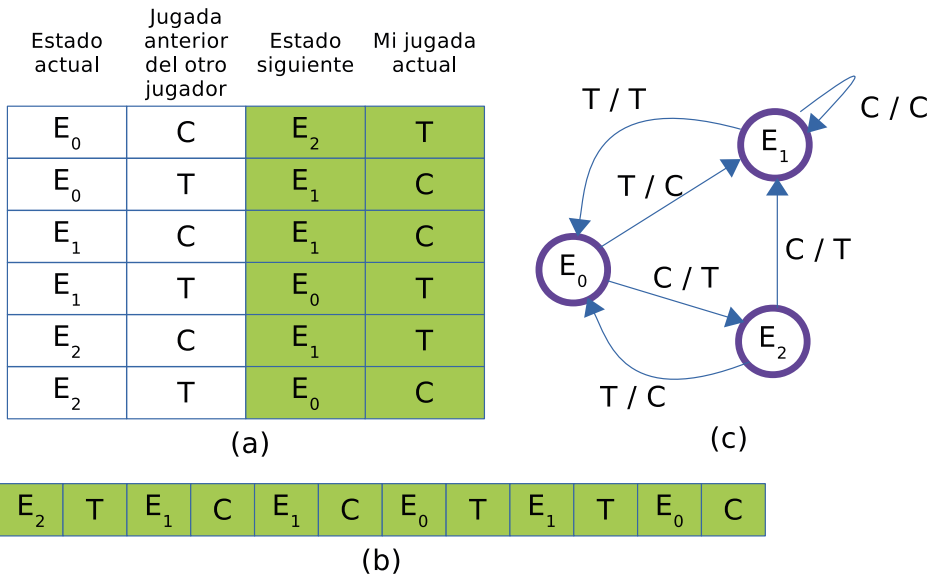 Estado actual
Jugada anterior del otro jugador
Estado siguiente
Mi jugada actual
E0 C E2 T
E0 T E1 C
E1 C E1 C
E1 T E0 T
E2 C E1 T
E2 T E0 C
(a)
T / T
C / C
E1
T / C
E0
C / T
C / T
E2
T / C
(c)
E2 T E1 C E1 C E0 T E1 T E0 C
(b)